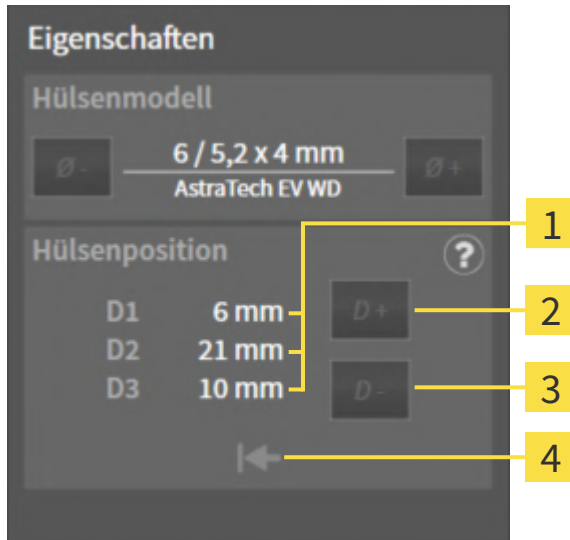 Eigenschaften
Hülsenmodell
Ø - 6 / 5,2 x 4 mm Ø +
AstraTech EV WD
Hülsenposition ?
1
D1 6 mm D + 2
D2 21 mm
D3 10 mm D - 3
4